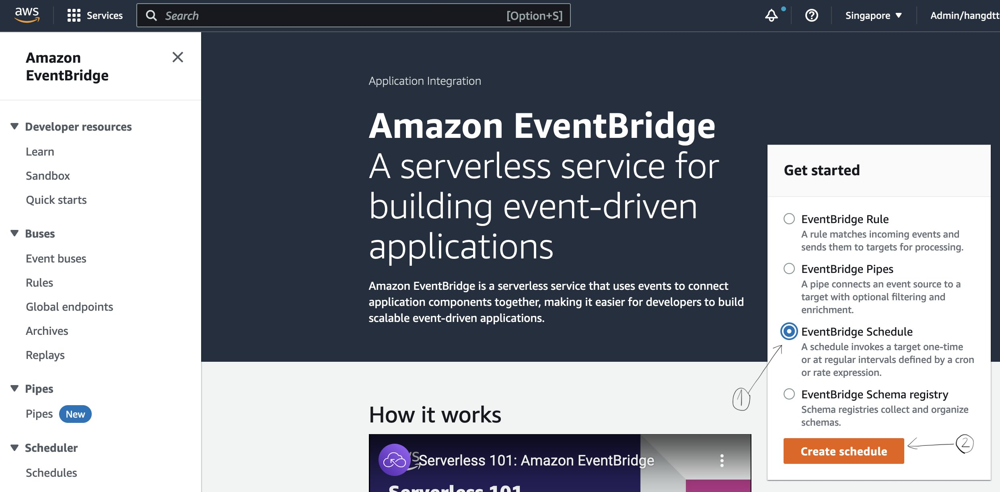 aws
Services
Search
[Option+S]
Singapore
Admin/hangdtt
Amazon
EventBridge
Developer resources
Learn
Sandbox
Quick starts
Buses
Event buses
Rules
Global endpoints
Archives
Replays
Pipes
Pipes New
Scheduler
Schedules
Application Integration
Amazon EventBridge
A serverless service for
building event-driven
applications
Amazon EventBridge is a serverless service that uses events to connect
application components together, making it easier for developers to build
scalable event-driven applications.
How it works
Serverless 101: Amazon EventBridge
Serverless 101
Get started
EventBridge Rule
A rule matches incoming events and
sends them to targets for processing.
EventBridge Pipes
A pipe connects an event source to a
target with optional filtering and
enrichment.
EventBridge Schedule
A schedule invokes a target one-time
or at regular intervals defined by a cron
or rate expression.
1
EventBridge Schema registry
Schema registries collect and organize
schemas.
Create schedule
2